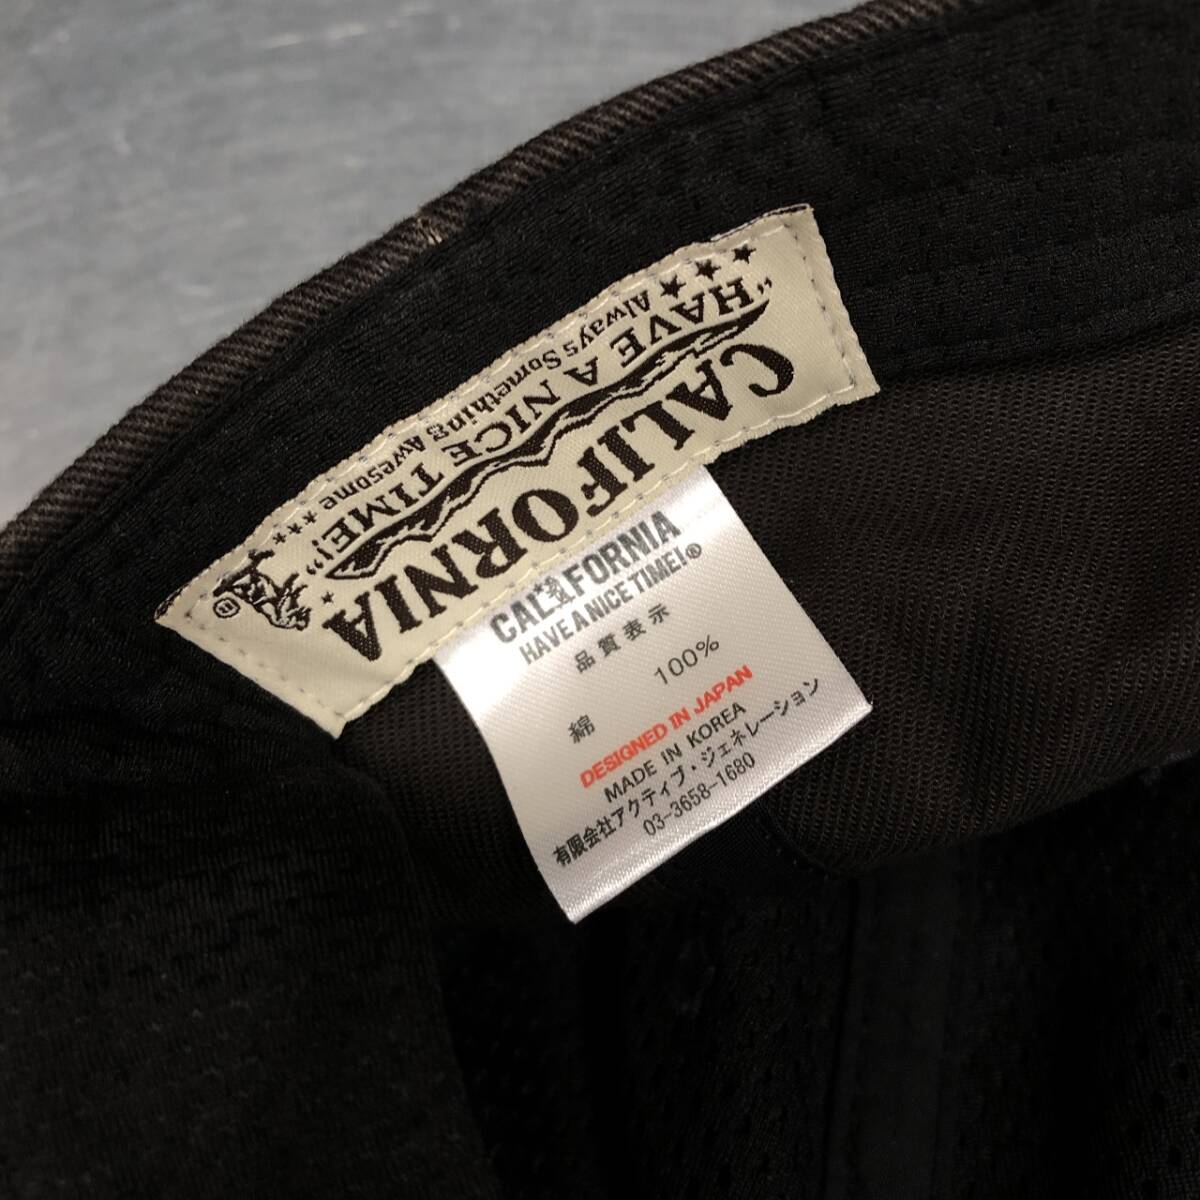 CALIFORNIA
"HAVE A NICE TIME!"
Always Something Awesome
®
CALIFORNIA
HAVE A NICE TIME!®
品質表示
綿 100%
DESIGNED IN JAPAN
MADE IN KOREA
有限会社アクティブ・ジェネレーション
03-3658-1680